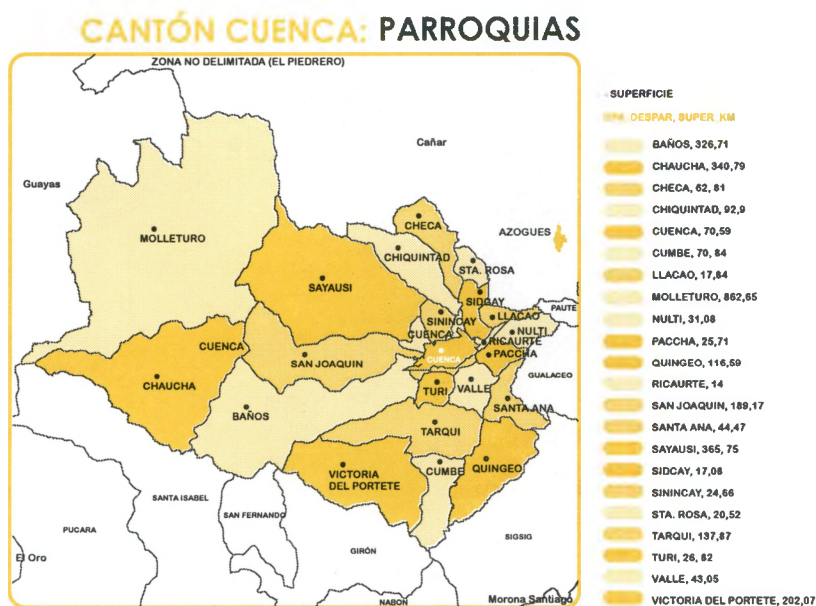 CANTÓN CUENCA: PARROQUIAS
ZONA NO DELIMITADA (EL PIEDRERO)
Cañar
Guayas
AZOGUES
CHECA
MOLLETURO
CHIQUINTAD
STA. ROSA
SAYAUSI
SIDCAY
PAUTE
LLACAO
SININCAY
NULTI
CUENCA
RICAURTE
CUENCA
PACCHA
CUENCA
SAN JOAQUIN
GUALACEO
CHAUCHA
TURI
VALLE
SANTA ANA
BAÑOS
TARQUI
CUMBE
QUINGEO
VICTORIA
DEL PORTETE
SANTA ISABEL
SAN FERNANDO
PUCARA
SIGSIG
GIRÓN
El Oro
NABON
Morona Santiago
SUPERFICIE
DESPAR, SUPER_KM
BAÑOS, 326,71
CHAUCHA, 340,79
CHECA, 62, 81
CHIQUINTAD, 92,9
CUENCA, 70,59
CUMBE, 70, 84
LLACAO, 17,84
MOLLETURO, 862,65
NULTI, 31,08
PACCHA, 25,71
QUINGEO, 116,59
RICAURTE, 14
SAN JOAQUIN, 189,17
SANTA ANA, 44,47
SAYAUSI, 365, 75
SIDCAY, 17,08
SININCAY, 24,66
STA. ROSA, 20,52
TARQUI, 137,87
TURI, 26, 82
VALLE, 43,05
VICTORIA DEL PORTETE, 202,07